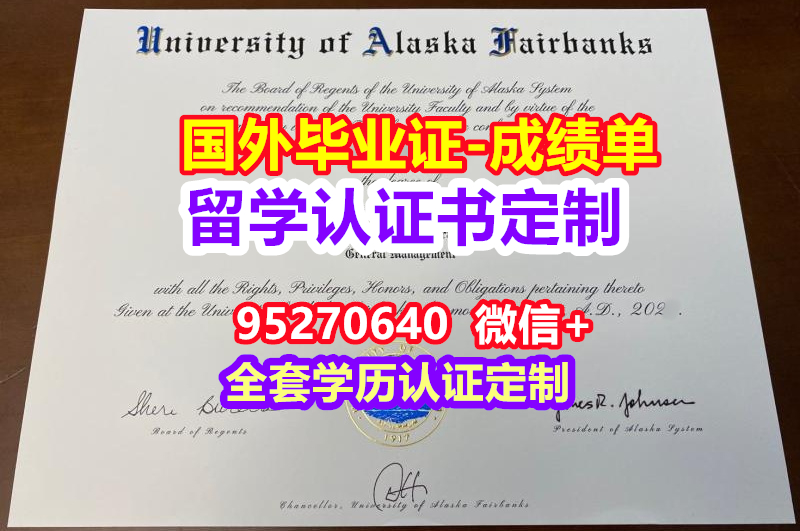 University of Alaska Fairbanks
The Board of Regents of the University of Alaska System
on recommendation of the University Faculty and by virtue of the
国外毕业证-成绩单
the degree of
留学认证书定制
General Management
with all the Rights, Privileges, Honors, and Obligations pertaining thereto
Given at the
A.D., 202 .
95270640 微信+
全套学历认证定制
1917
Board of Regents
President of Alaska System
Chancellor, University of Alaska Fairbanks